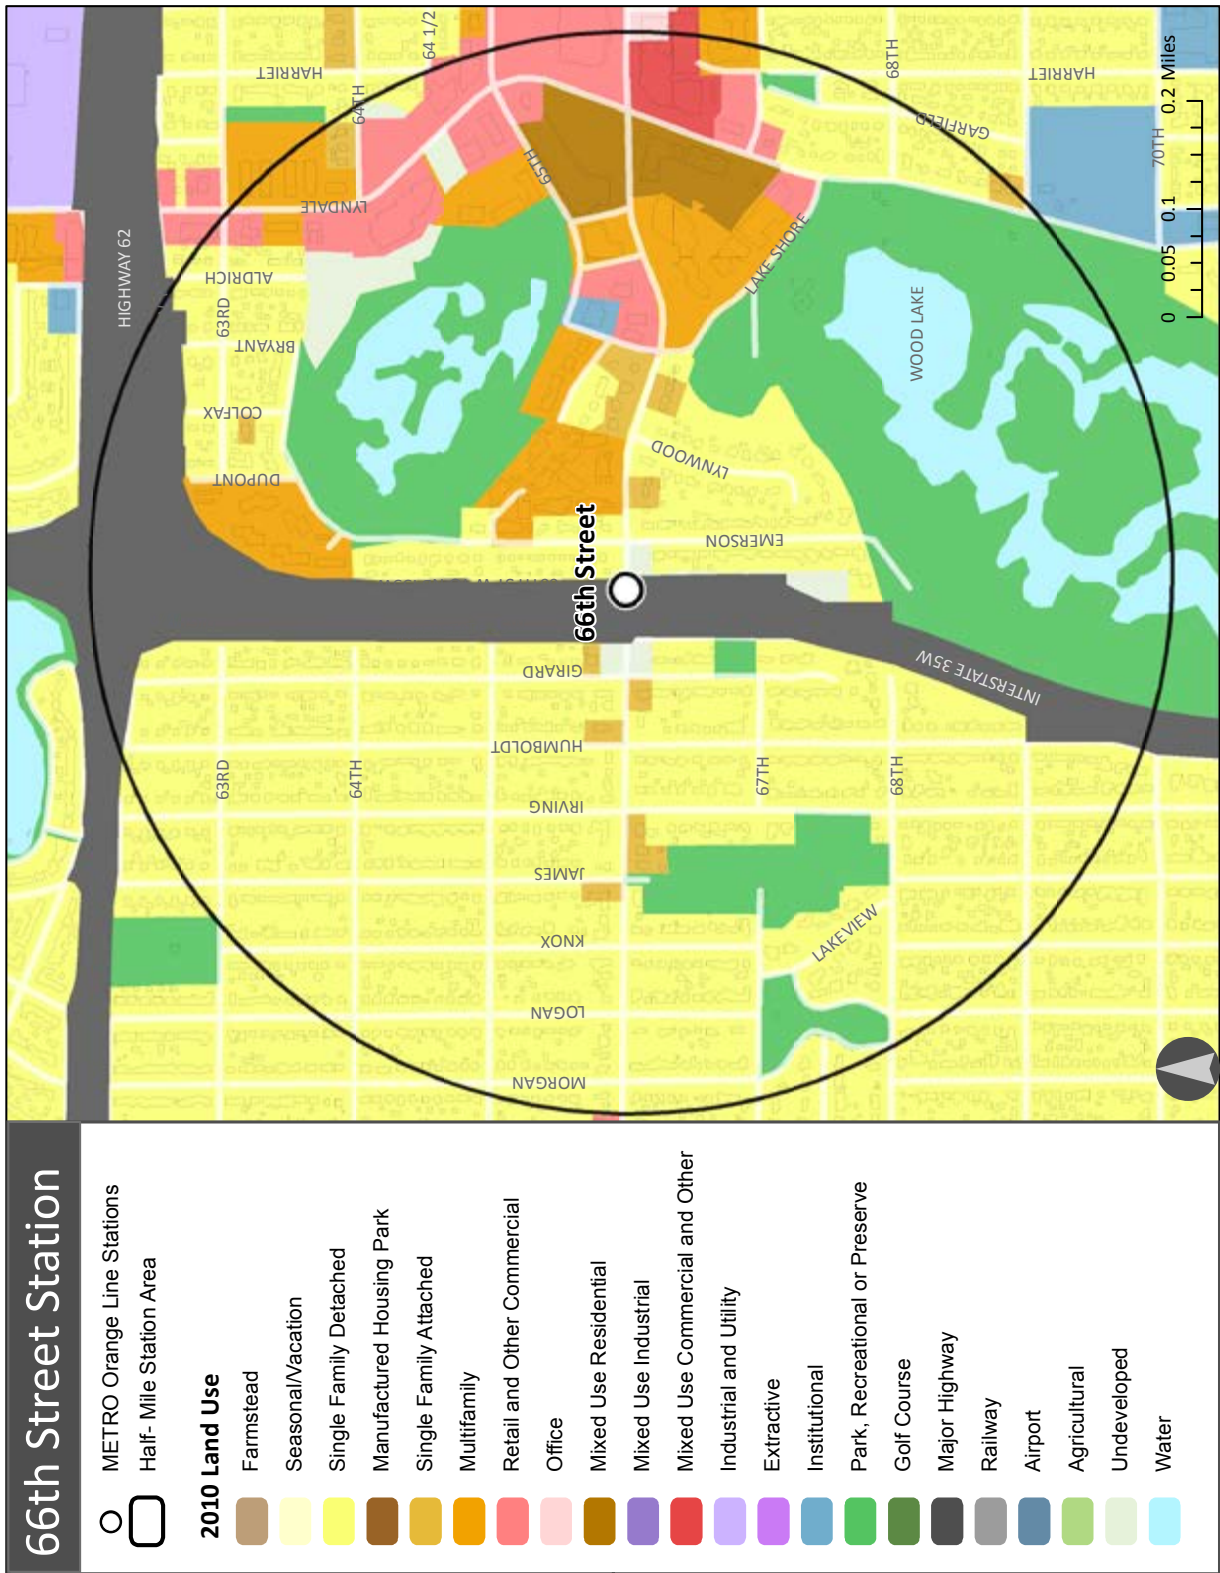 66th Street Station
METRO Orange Line Stations
Half- Mile Station Area
2010 Land Use
Farmstead
Seasonal/Vacation
Single Family Detached
Manufactured Housing Park
Single Family Attached
Multifamily
Retail and Other Commercial
Office
Mixed Use Residential
Mixed Use Industrial
Mixed Use Commercial and Other
Industrial and Utility
Extractive
Institutional
Park, Recreational or Preserve
Golf Course
Major Highway
Railway
Airport
Agricultural
Undeveloped
Water
HIGHWAY 62
63RD
63RD
64TH
64TH
64 1/2
65TH
66th Street
67TH
68TH
68TH
70TH
MORGAN
LOGAN
KNOX
JAMES
IRVING
HUMBOLDT
GIRARD
EMERSON
DUPONT
COLFAX
BRYANT
ALDRICH
LYNDALE
HARRIET
HARRIET
GARFIELD
LYNWOOD
LAKE SHORE
LAKEVIEW
WOOD LAKE
INTERSTATE 35W
0 0.05 0.1 0.2 Miles